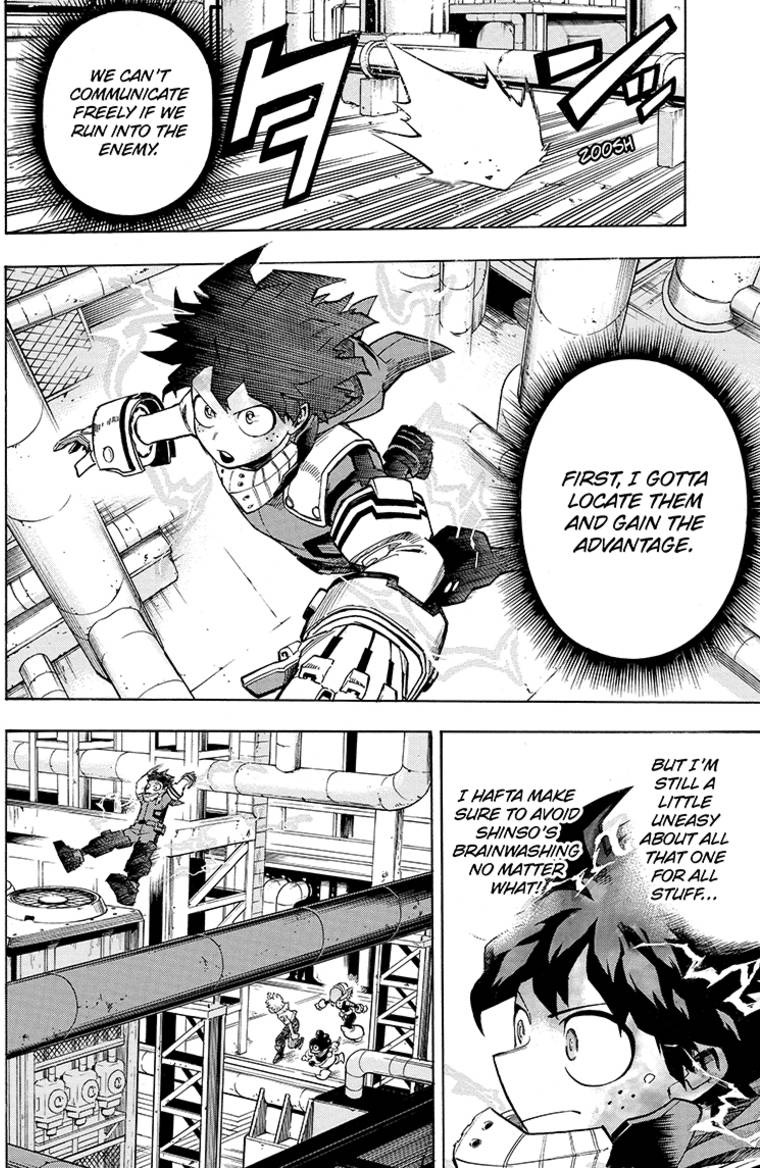 WE CAN'T
COMMUNICATE
FREELY IF WE
RUN INTO THE
ENEMY.
タッ
ZOOSH
FIRST, I GOTTA
LOCATE THEM
AND GAIN THE
ADVANTAGE.
BUT I'M
STILL A
LITTLE
UNEASY
ABOUT ALL
THAT ONE
FOR ALL
STUFF...
I HAFTA MAKE
SURE TO AVOID
SHINSO'S
BRAINWASHING
NO MATTER
WHAT!!